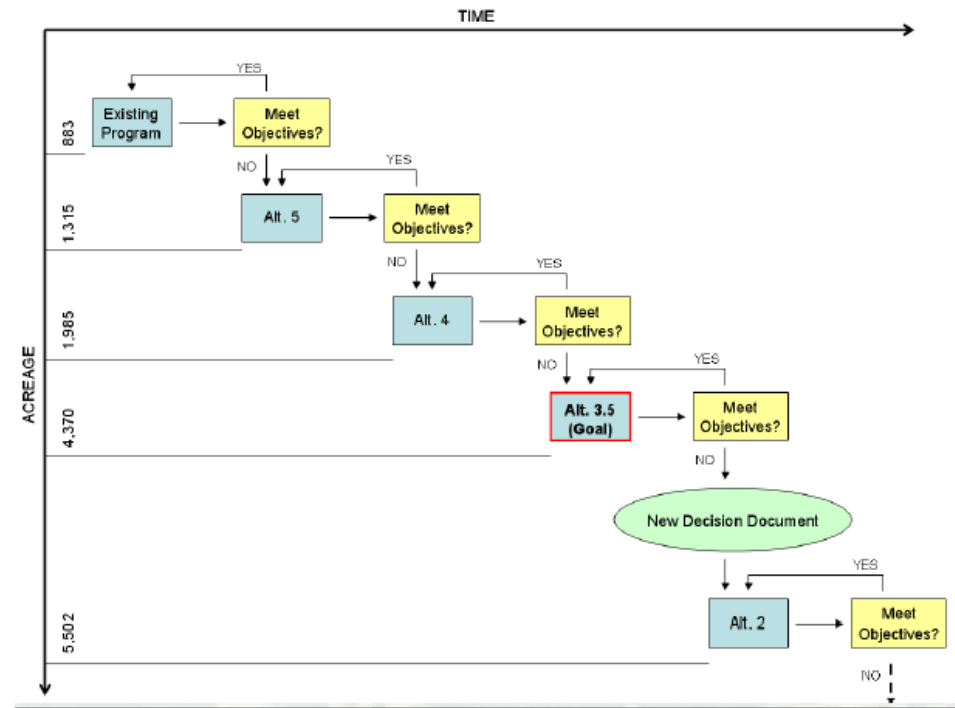 TIME
YES
Existing
Program
Meet
Objectives?
883
NO
YES
Alt. 5
Meet
Objectives?
1,315
NO
YES
Alt. 4
Meet
Objectives?
1,985
NO
YES
ACREAGE
Alt. 3.5
(Goal)
Meet
Objectives?
4,370
NO
New Decision Document
YES
Alt. 2
Meet
Objectives?
5,502
NO